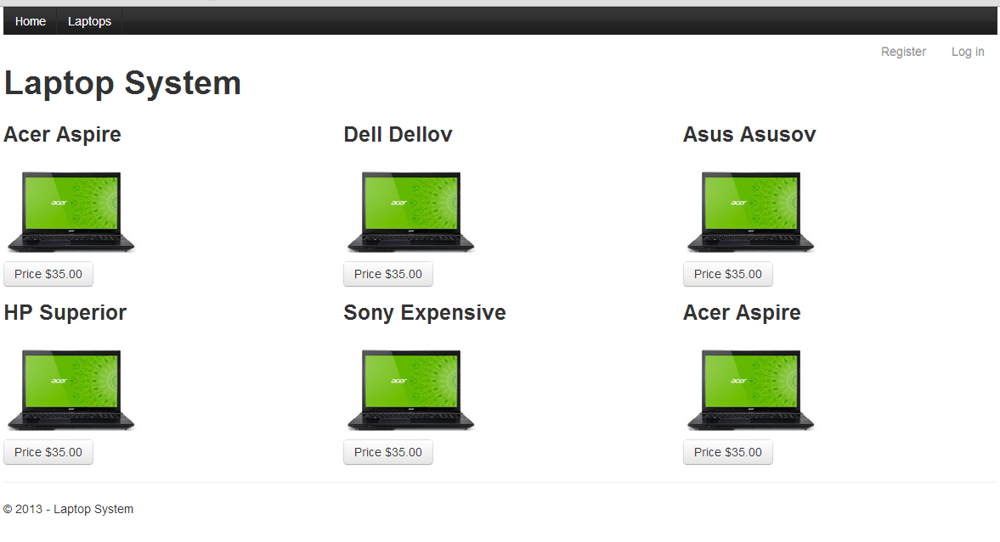 Home Laptops
Register Log in
Laptop System
Acer Aspire Dell Dellov Asus Asusov
acer acer acer
Price $35.00 Price $35.00 Price $35.00
HP Superior Sony Expensive Acer Aspire
acer acer acer
Price $35.00 Price $35.00 Price $35.00
© 2013 - Laptop System